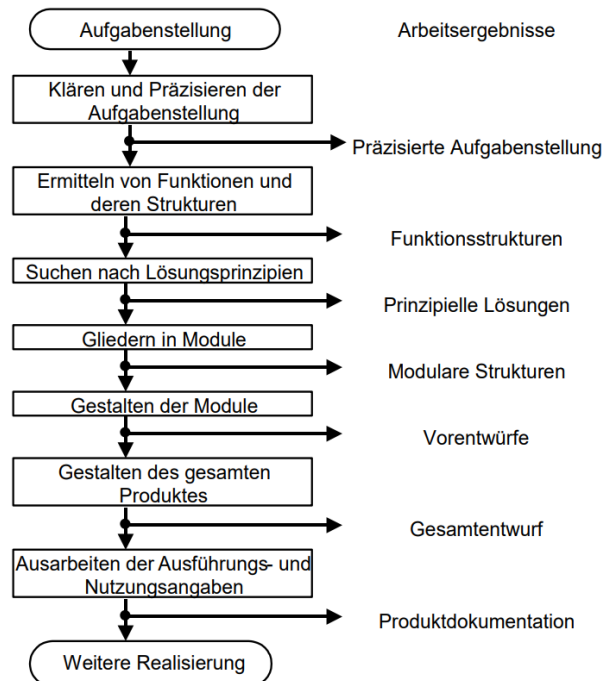 Aufgabenstellung
Arbeitsergebnisse
Klären und Präzisieren der
Aufgabenstellung
Präzisierte Aufgabenstellung
Ermitteln von Funktionen und
deren Strukturen
Funktionsstrukturen
Suchen nach Lösungsprinzipien
Prinzipielle Lösungen
Gliedern in Module
Modulare Strukturen
Gestalten der Module
Vorentwürfe
Gestalten des gesamten
Produktes
Gesamtentwurf
Ausarbeiten der Ausführungs- und
Nutzungsangaben
Produktdokumentation
Weitere Realisierung